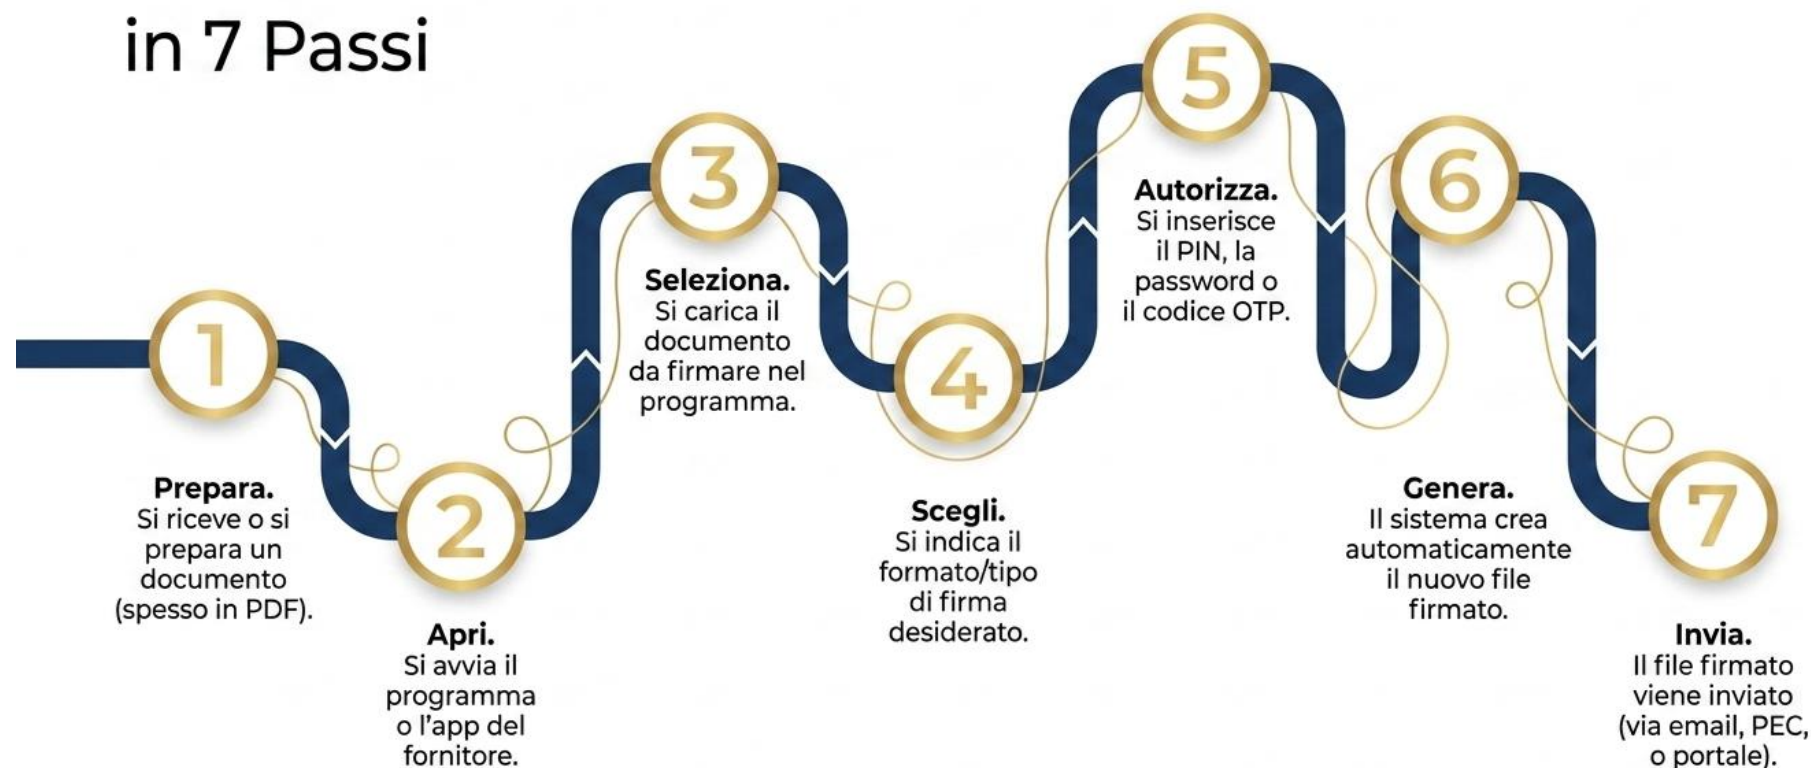 in 7 Passi
1
Prepara.
Si riceve o si
prepara un
documento
(spesso in PDF).
2
Apri.
Si avvia il
programma
o l'app del
fornitore.
3
Seleziona.
Si carica il
documento
da firmare nel
programma.
4
Scegli.
Si indica il
formato/tipo
di firma
desiderato.
5
Autorizza.
Si inserisce
il PIN, la
password o
il codice OTP.
6
Genera.
Il sistema crea
automaticamente
il nuovo file
firmato.
7
Invia.
Il file firmato
viene inviato
(via email, PEC,
o portale).